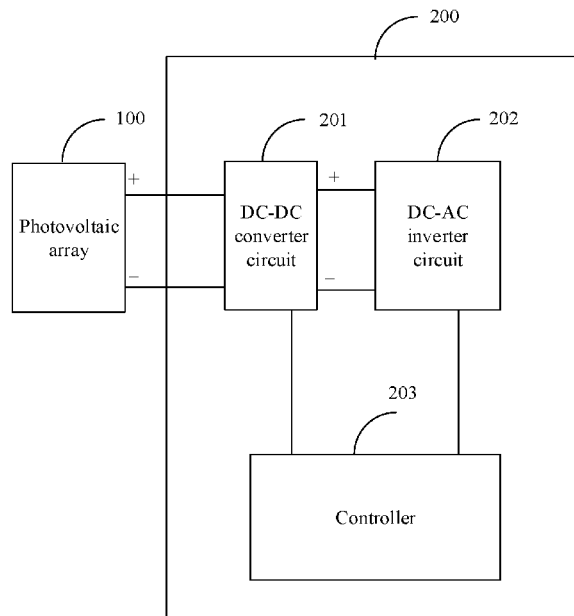 200
100
201
202
+
+
Photovoltaic
array
DC-DC
converter
circuit
DC-AC
inverter
circuit
−
−
203
Controller